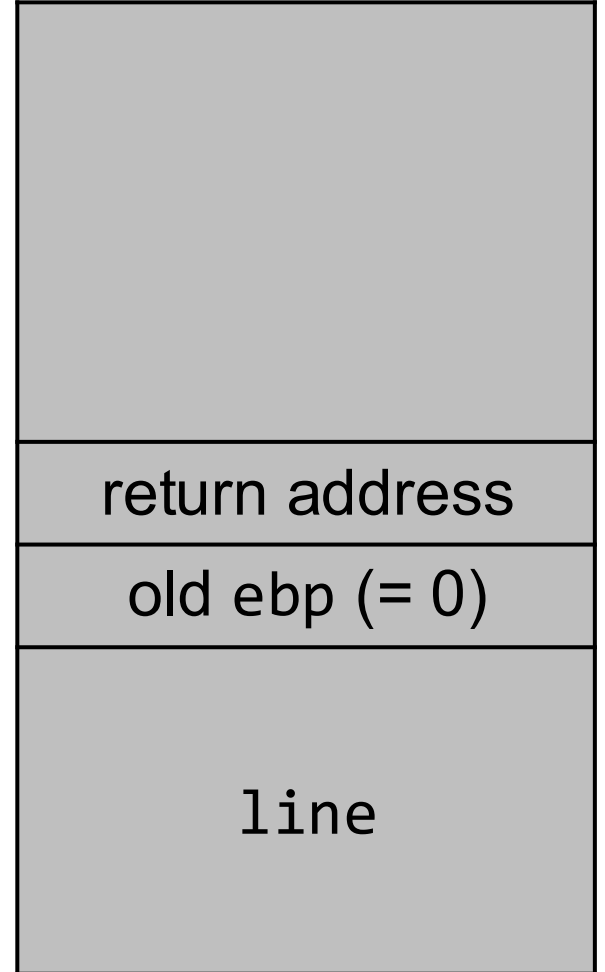 return address
old ebp (= 0)
line